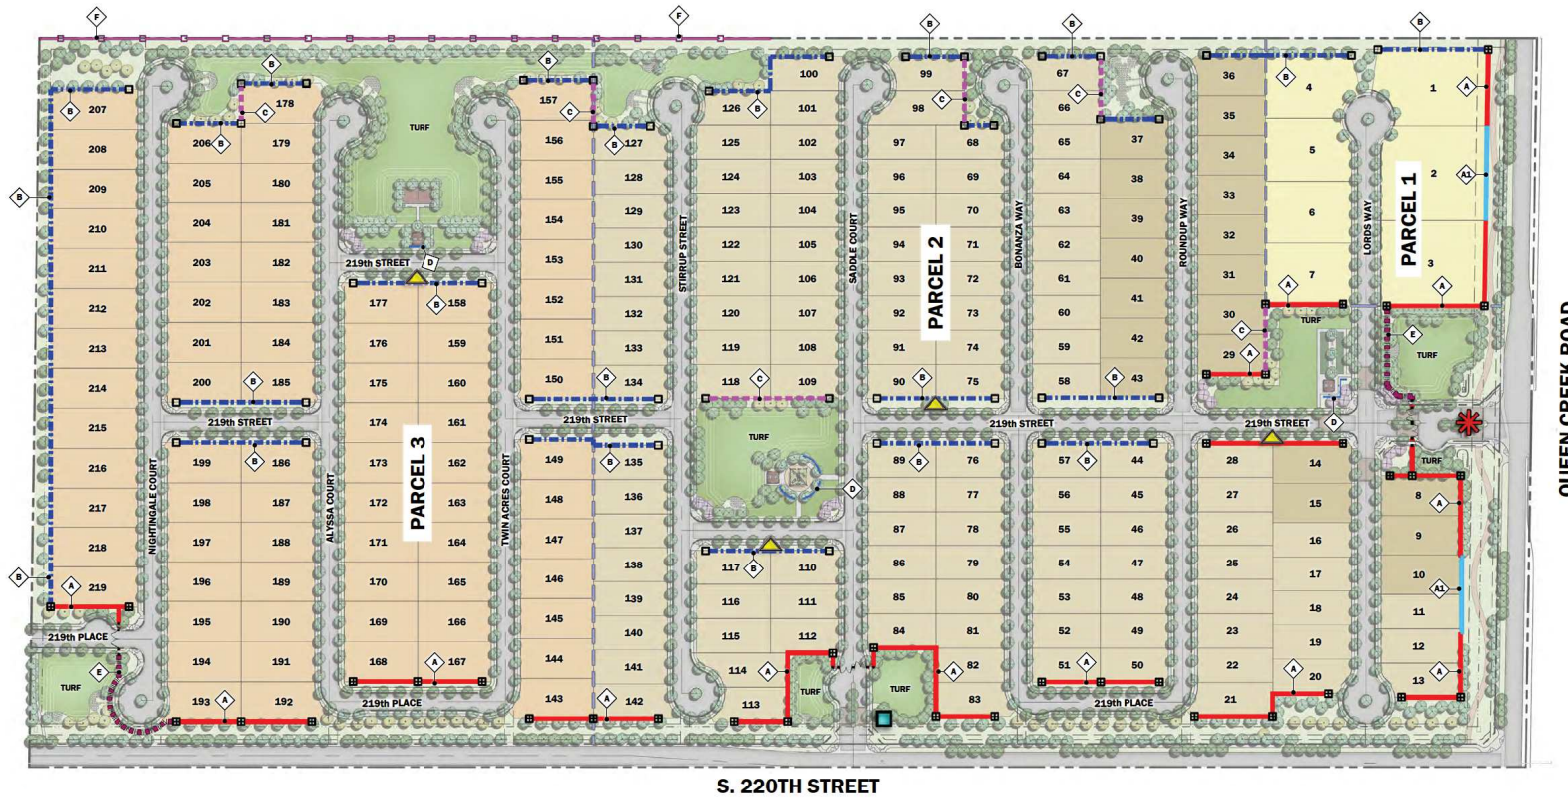 F
F
B
B
B
B
B
100
99
67
36
B
4
1
A
157
178
B
207
C
C
126
B
101
98
C
66
C
35
206
B
179
TURF
156
B
127
125
102
97
68
65
37
34
5
208
205
180
155
128
124
103
96
69
64
38
33
6
2
A1
B
209
204
181
154
129
123
104
95
70
63
39
32
210
203
182
219th STREET
D
153
130
122
105
94
71
62
40
31
7
A
3
A
211
202
183
177
B
158
152
131
121
106
93
72
61
41
30
TURF
E
212
201
184
176
159
151
132
120
107
92
73
60
42
C
29
A
TURF
213
200
B
185
175
160
150
B
133
134
119
118
C
108
109
91
90
B
74
75
59
58
B
43
214
215
219th STREET
174
161
219th STREET
TURF
219th STREET
219th STREET
D
216
199
B
186
173
162
149
B
135
89
B
76
57
B
44
28
14
TURF
8
A
217
198
187
172
163
148
136
D
88
77
56
45
27
15
9
218
197
188
171
164
147
137
87
78
55
46
26
16
10
A1
B
219
A
196
189
170
165
146
138
139
117
B
110
86
79
54
47
25
17
11
219th PLACE
195
190
169
166
145
140
116
111
85
80
53
48
24
18
12
E
194
191
168
A
167
144
141
115
112
84
81
52
49
23
19
13
A
TURF
193
A
192
219th PLACE
143
A
142
114
113
A
TURF
TURF
A
82
83
51
A
50
219th PLACE
22
21
A
20
NIGHTINGALE COURT
ALYSSA COURT
PARCEL 3
TWIN ACRES COURT
STIRRUP STREET
SADDLE COURT
PARCEL 2
BONANZA WAY
ROUNDUP WAY
LORDS WAY
PARCEL 1
QUEEN CREEK ROAD
S. 220TH STREET